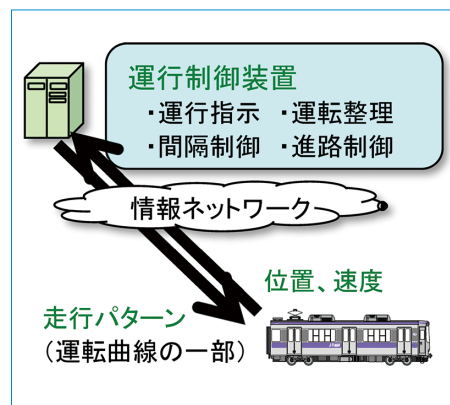 運行制御装置
・運行指示 ・運転整理
・間隔制御 ・進路制御
情報ネットワーク
位置、速度
走行パターン
(運転曲線の一部)